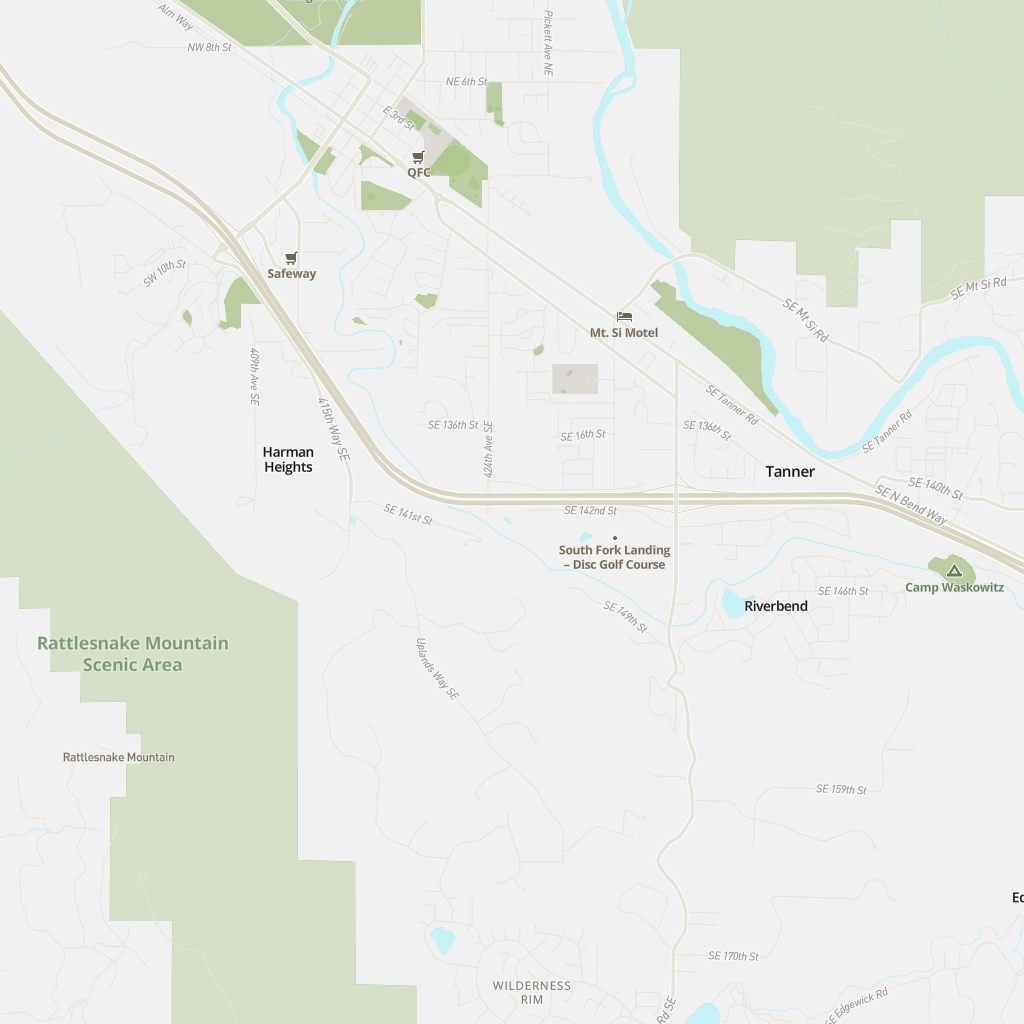 Alm Way
NW 8th St
Pickett Ave NE
NE 6th St
E 3rd St
QFC
SW 10th St
Safeway
SE Mt Si Rd
SE Mt Si Rd
Mt. Si Motel
409th Ave SE
415th Way SE
SE Tanner Rd
SE 136th St
424th Ave SE
SE 16th St
SE 136th St
SE Tanner Rd
Harman
Heights
Tanner
SE 140th St
SE N Bend Way
SE 141st St
SE 142nd St
South Fork Landing
– Disc Golf Course
Camp Waskowitz
SE 146th St
Riverbend
SE 149th St
Rattlesnake Mountain
Scenic Area
Uplands Way SE
Rattlesnake Mountain
SE 159th St
Ed
SE 170th St
WILDERNESS
RIM
Rd SE
SE Edgewick Rd